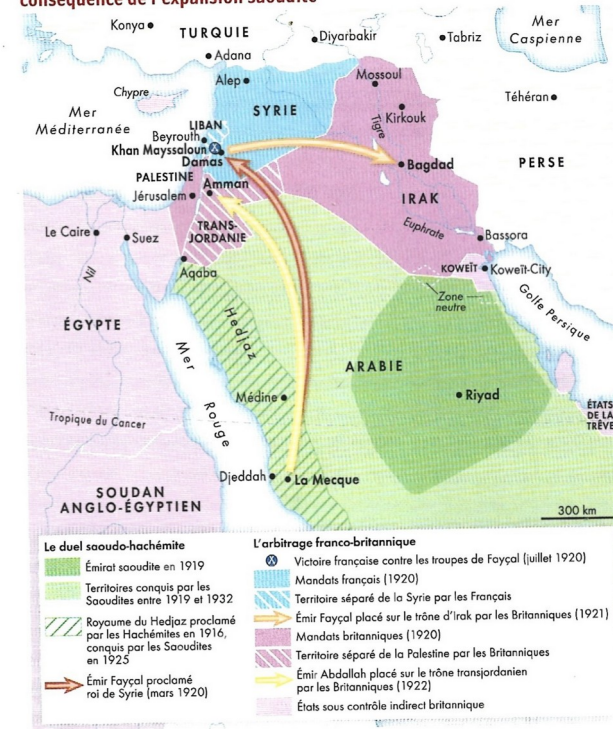 conséquence de l'expansion saoudite
Konya
TURQUIE
Diyarbakir
Tabriz
Mer
Caspienne
Adana
Alep
Mossoul
Chypre
SYRIE
Kirkouk
Téhéran
Mer
Méditerranée
Tigre
LIBAN
Beyrouth
Khan Mayssaloun
Damas
Bagdad
PERSE
PALESTINE
Amman
Jérusalem
IRAK
Le Caire
Suez
TRANS-
JORDANIE
Euphrate
Bassora
Aqaba
KOWEÏT
Koweït-City
Nil
Zone
neutre
Golfe Persique
ÉGYPTE
Hedjaz
Mer
Rouge
ARABIE
Médine
Riyad
ÉTATS
DE LA
TRÊVE
Tropique du Cancer
Djeddah
La Mecque
SOUDAN
ANGLO-ÉGYPTIEN
300 km
Le duel saoudo-hachémite
Émirat saoudite en 1919
Territoires conquis par les
Saoudites entre 1919 et 1932
Royaume du Hedjaz proclamé
par les Hachémites en 1916,
conquis par les Saoudites
en 1925
Émir Fayçal proclamé
roi de Syrie (mars 1920)
L'arbitrage franco-britannique
Victoire française contre les troupes de Fayçal (juillet 1920)
Mandats français (1920)
Territoire séparé de la Syrie par les Français
Émir Fayçal placé sur le trône d'Irak par les Britanniques (1921)
Mandats britanniques (1920)
Territoire séparé de la Palestine par les Britanniques
Émir Abdallah placé sur le trône transjordanien
par les Britanniques (1922)
États sous contrôle indirect britannique